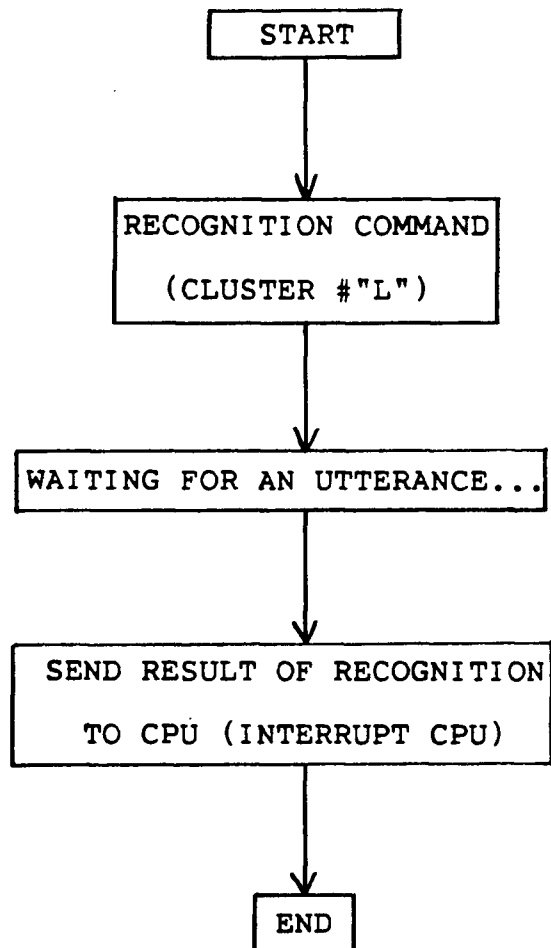 START
RECOGNITION COMMAND
(CLUSTER #"L")
WAITING FOR AN UTTERANCE...
SEND RESULT OF RECOGNITION
TO CPU (INTERRUPT CPU)
END